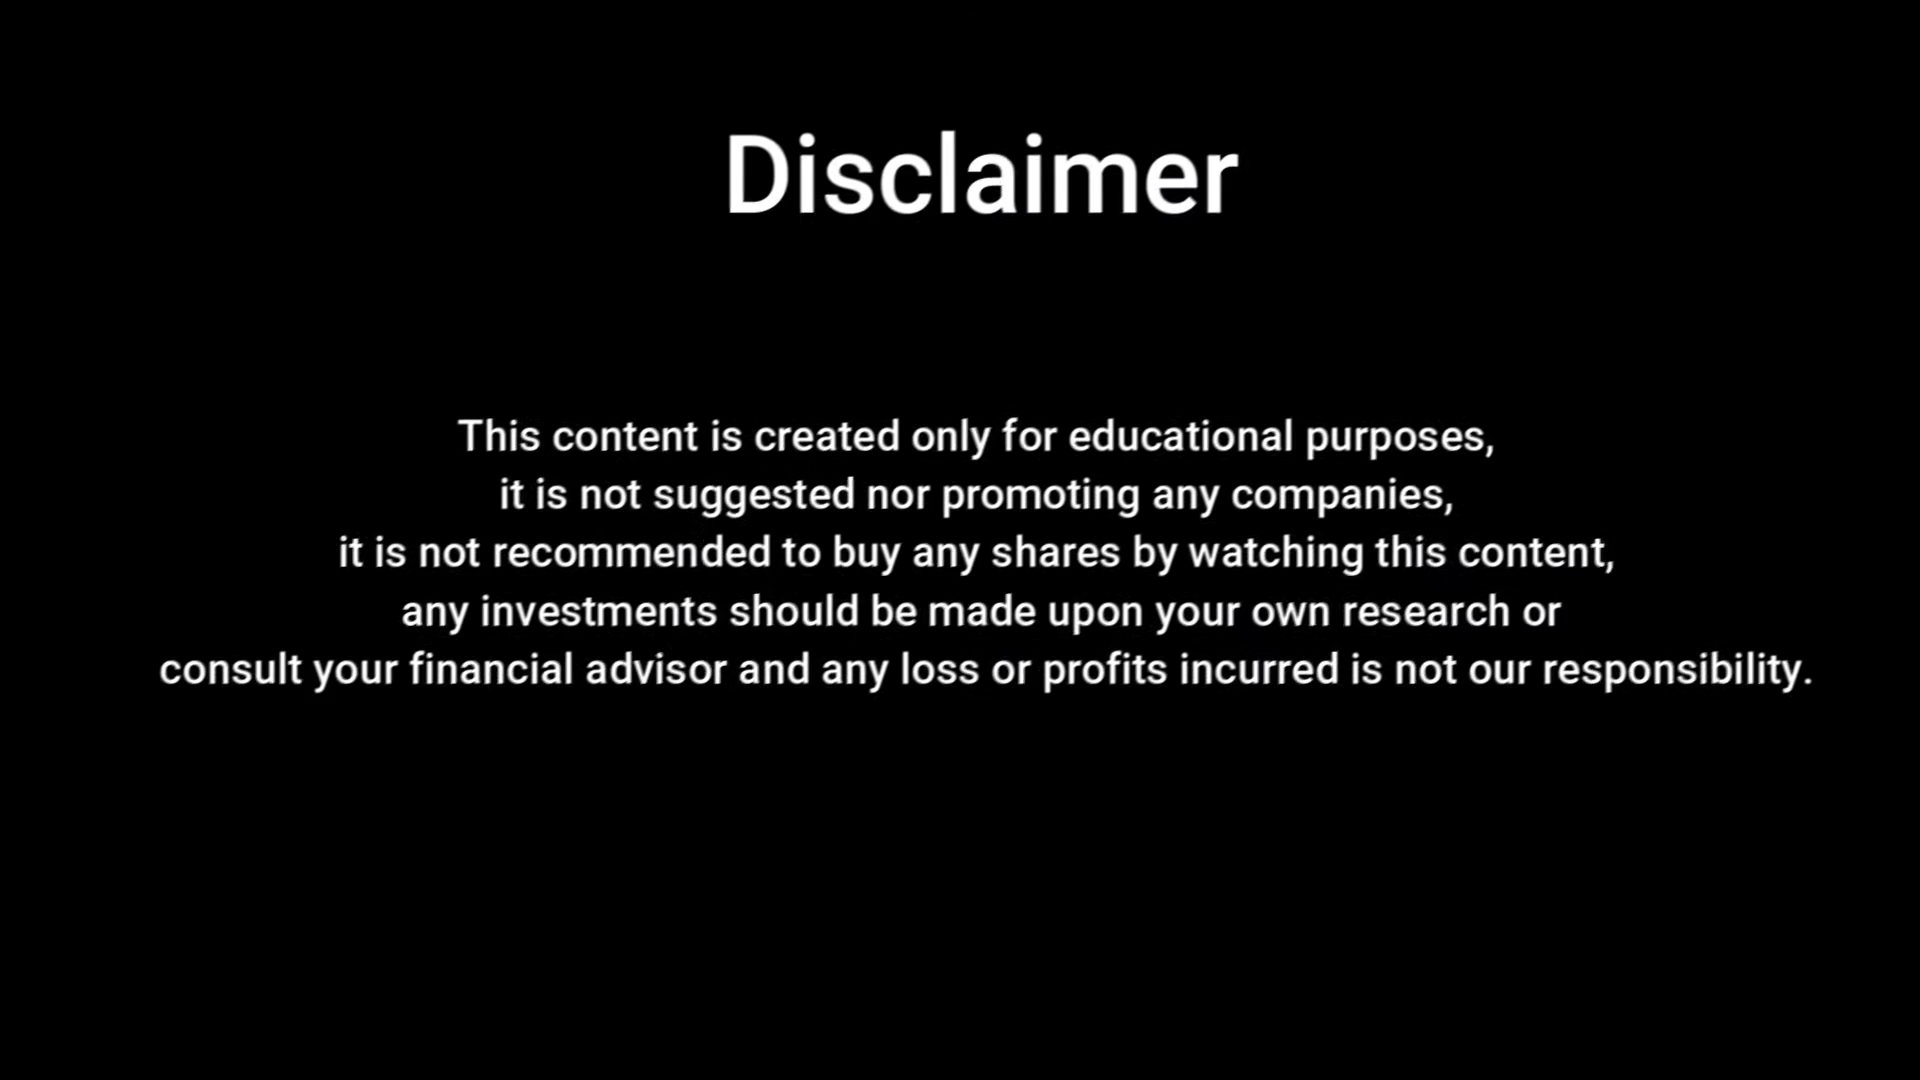 Disclaimer
This content is created only for educational purposes,
it is not suggested nor promoting any companies,
it is not recommended to buy any shares by watching this content,
any investments should be made upon your own research or
consult your financial advisor and any loss or profits incurred is not our responsibility.